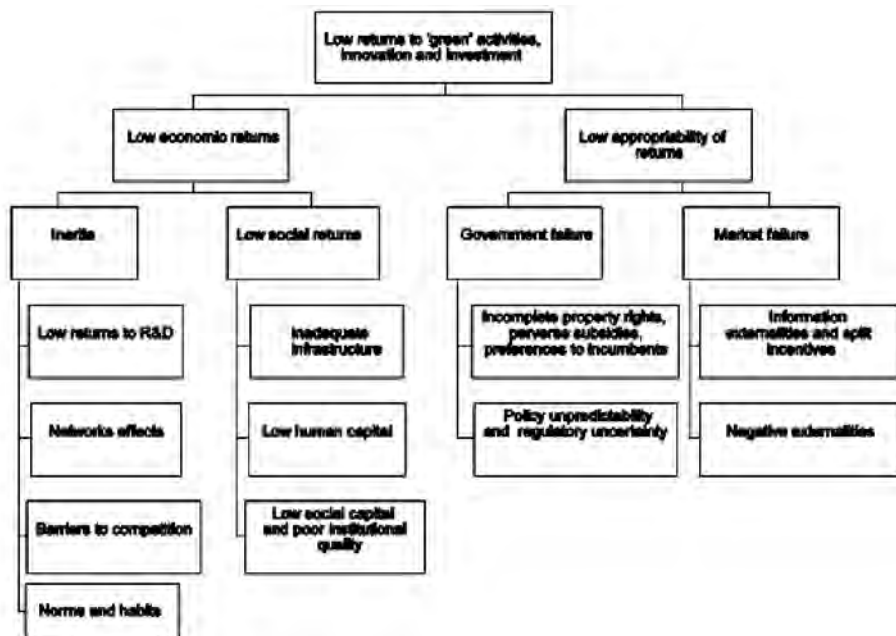 Low returns to 'green' activities,
innovation and investment
Low economic returns
Low appropriability of
returns
Inertia
Low social returns
Government failure
Market failure
Low returns to R&D
Inadequate
infrastructure
Incomplete property rights,
perverse subsidies,
preferences to incumbents
Information
externalities and split
incentives
Networks effects
Low human capital
Policy unpredistability
and regulatory uncertainty
Negative externalities
Barriers to competition
Low social capital
and poor institutional
quality
Norms and habits